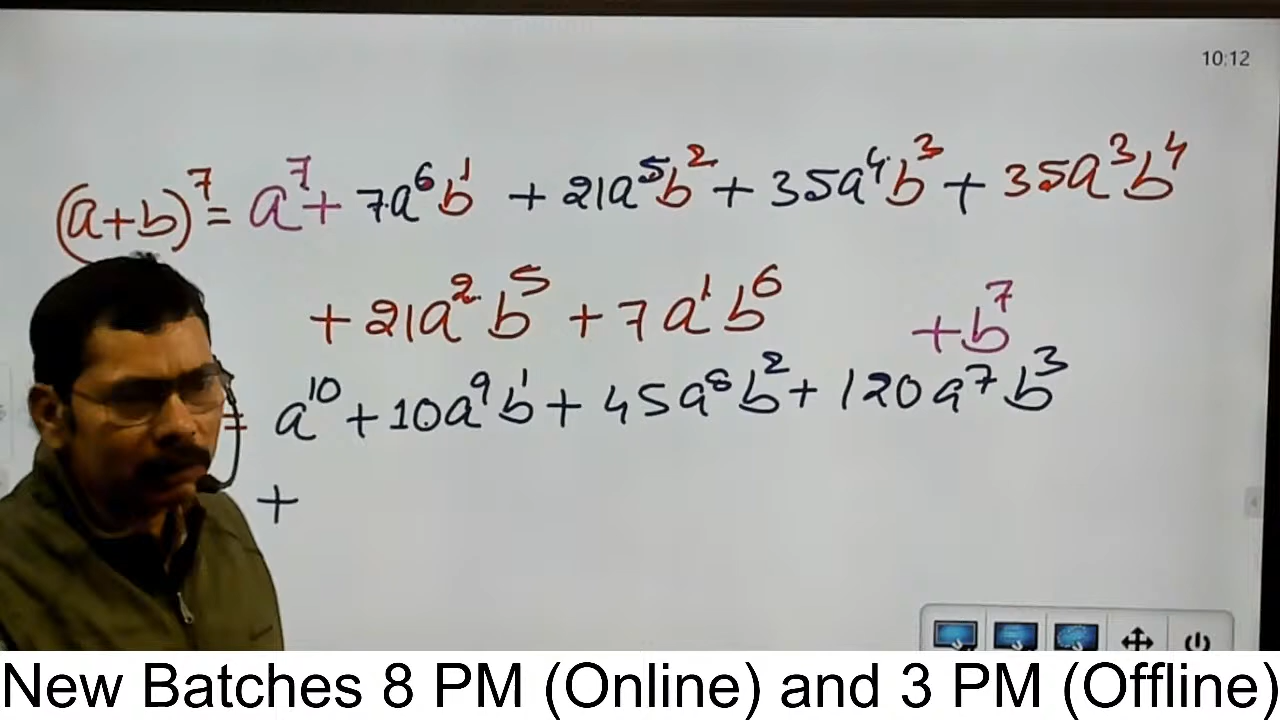 10:12
(a+b)⁷ = a⁷ + 7a⁶b¹ + 21a⁵b² + 35a⁴b³ + 35a³b⁴
+ 21a²b⁵ + 7a¹b⁶ + b⁷
= a¹⁰ + 10a⁹b¹ + 45a⁸b² + 120a⁷b³
+
New Batches 8 PM (Online) and 3 PM (Offline)